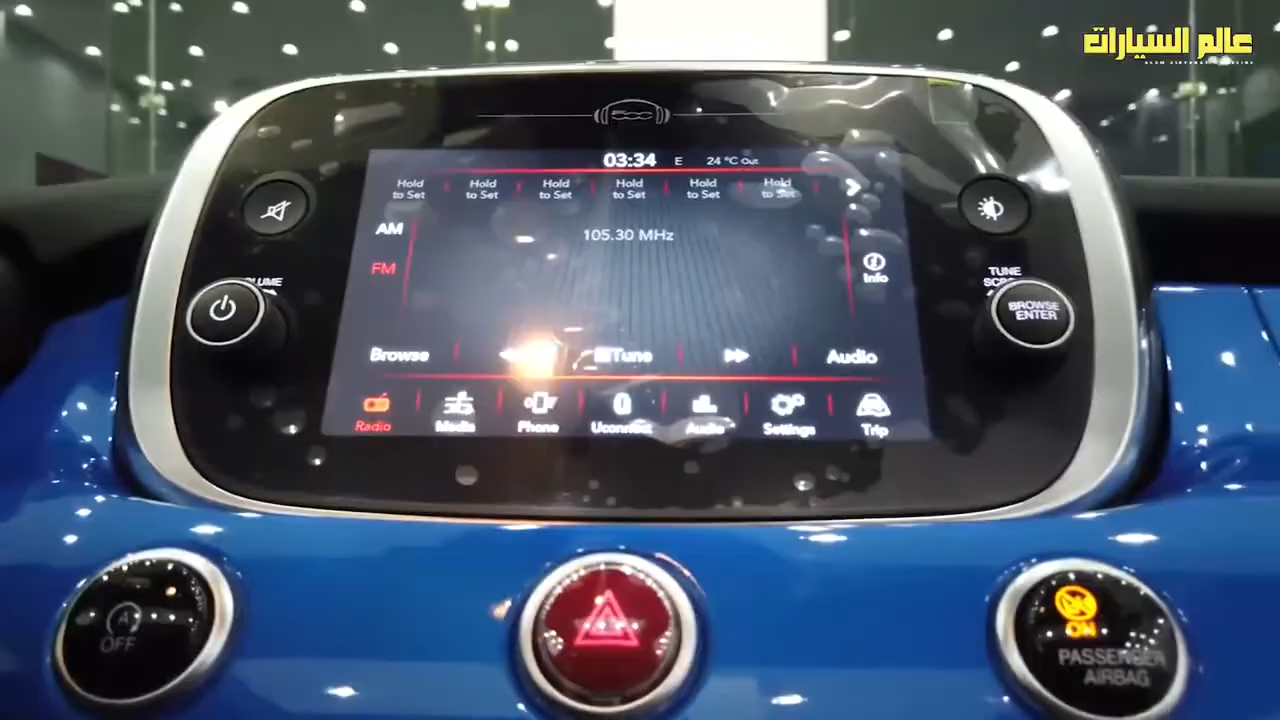 عالم السيارات
500
03:34 E 24 °C Out
Hold to Set Hold to Set Hold to Set Hold to Set Hold to Set Hold to Set
AM
105.30 MHz
FM
Info
TUNE
BROWSE
ENTER
Browse Tune Audio
Radio Media Phone Uconnect Audio Settings Trip
A
OFF
ON
PASSENGER
AIRBAG